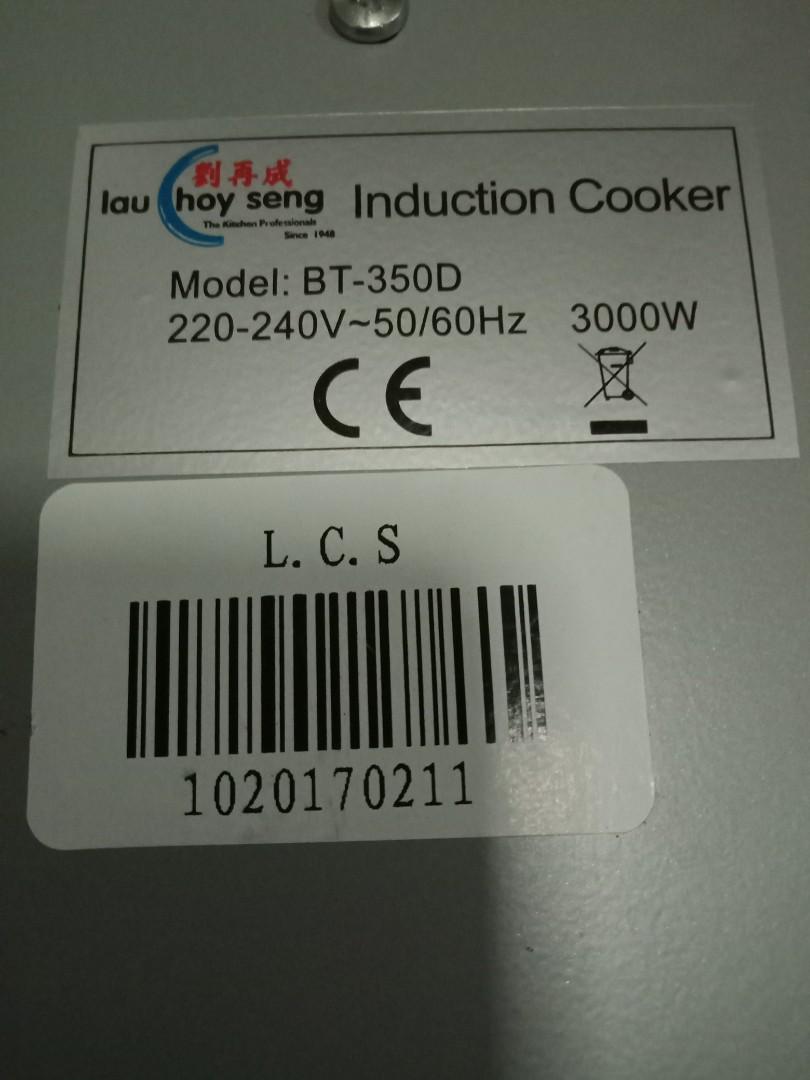 劉再成
lau Choy seng
The Kitchen Professionals
Since 1948
Induction Cooker
Model: BT-350D
220-240V~50/60Hz 3000W
CE
L. C. S
1020170211